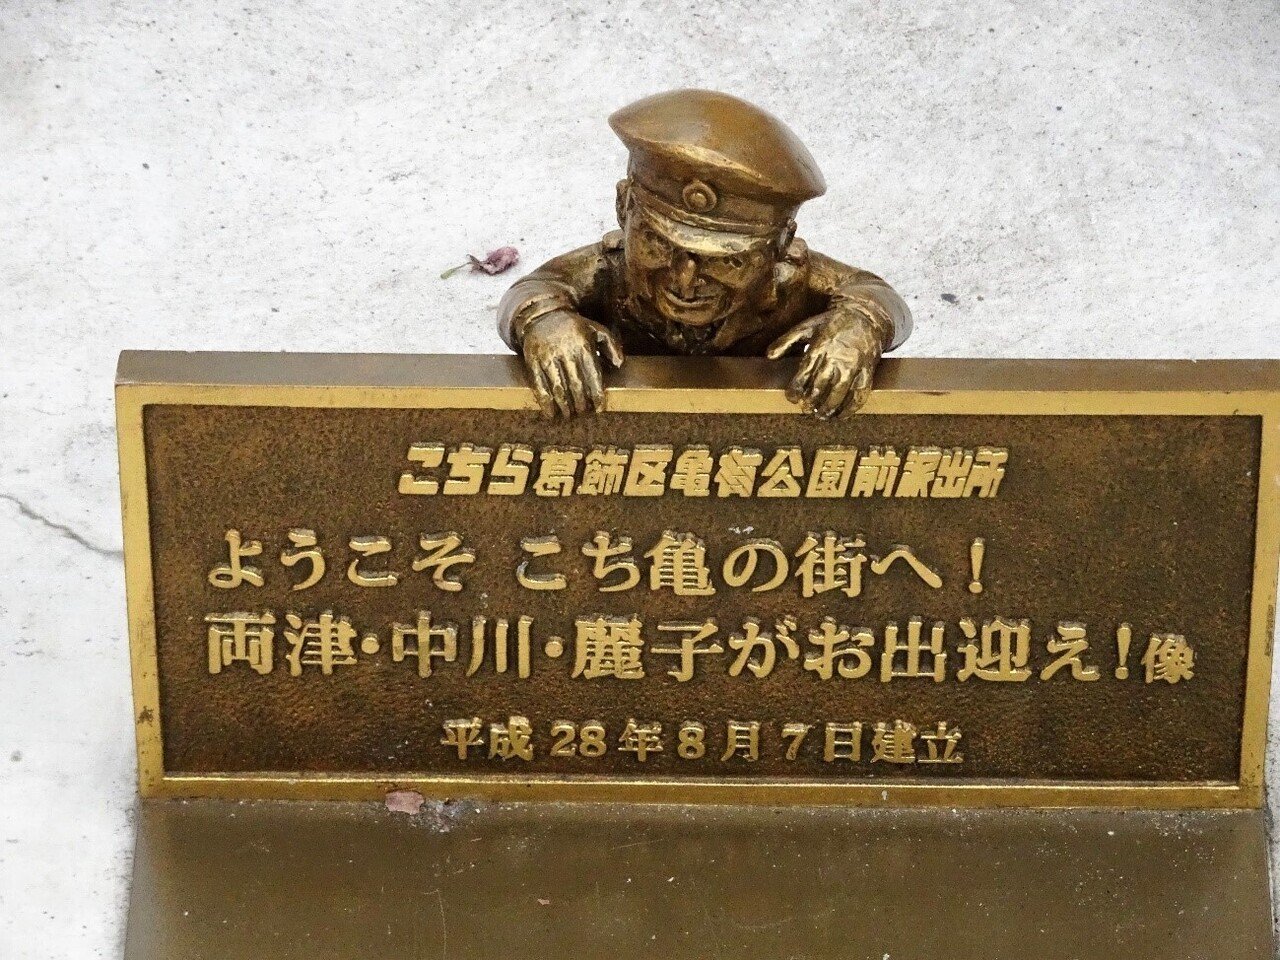 こちら葛飾区亀有公園前派出所
ようこそ こち亀の街へ！
両津・中川・麗子がお出迎え！像
平成28年8月7日建立